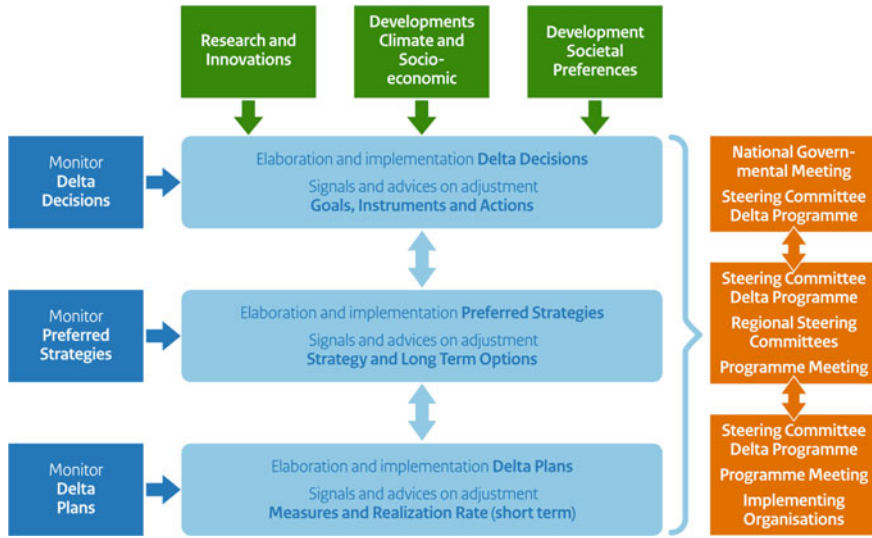 Research and
Innovations
Developments
Climate and
Socio-
economic
Development
Societal
Preferences
Monitor
Delta
Decisions
Elaboration and implementation Delta Decisions
Signals and advices on adjustment
Goals, Instruments and Actions
National Govern-
mental Meeting
Steering Committee
Delta Programme
Monitor
Preferred
Strategies
Elaboration and implementation Preferred Strategies
Signals and advices on adjustment
Strategy and Long Term Options
Steering Committee
Delta Programme
Regional Steering
Committees
Programme Meeting
Monitor
Delta
Plans
Elaboration and implementation Delta Plans
Signals and advices on adjustment
Measures and Realization Rate (short term)
Steering Committee
Delta Programme
Programme Meeting
Implementing
Organisations